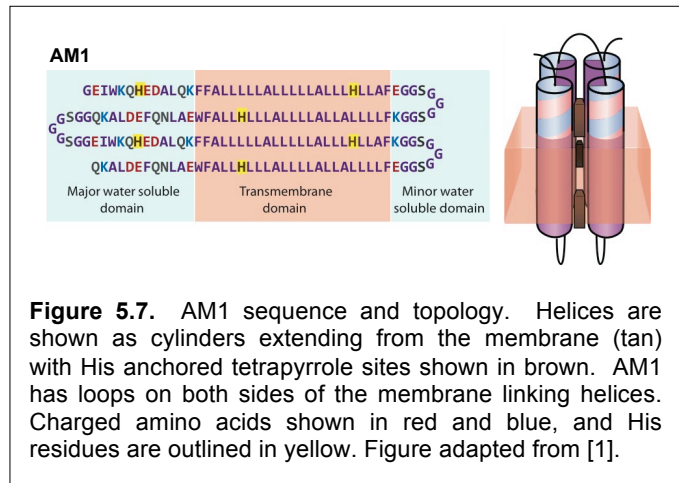 AM1
GEIWKQHEDALQKFFALLLLLALLLLLALLLHLLAFEGGSG
G
GSGGQKALDEFQNLAEWFALLHLLLALLLLALLALLLLFKGGSG
G
GSGGEIWKQHEDALQKFFALLLLLALLLLLALLLHLLAFKGGSG
G
QKALDEFQNLAEWFALLHLLLALLLLALLALLLLFEGGSG
Major water soluble domain
Transmembrane domain
Minor water soluble domain
Figure 5.7. AM1 sequence and topology. Helices are
shown as cylinders extending from the membrane (tan)
with His anchored tetrapyrrole sites shown in brown. AM1
has loops on both sides of the membrane linking helices.
Charged amino acids shown in red and blue, and His
residues are outlined in yellow. Figure adapted from [1].